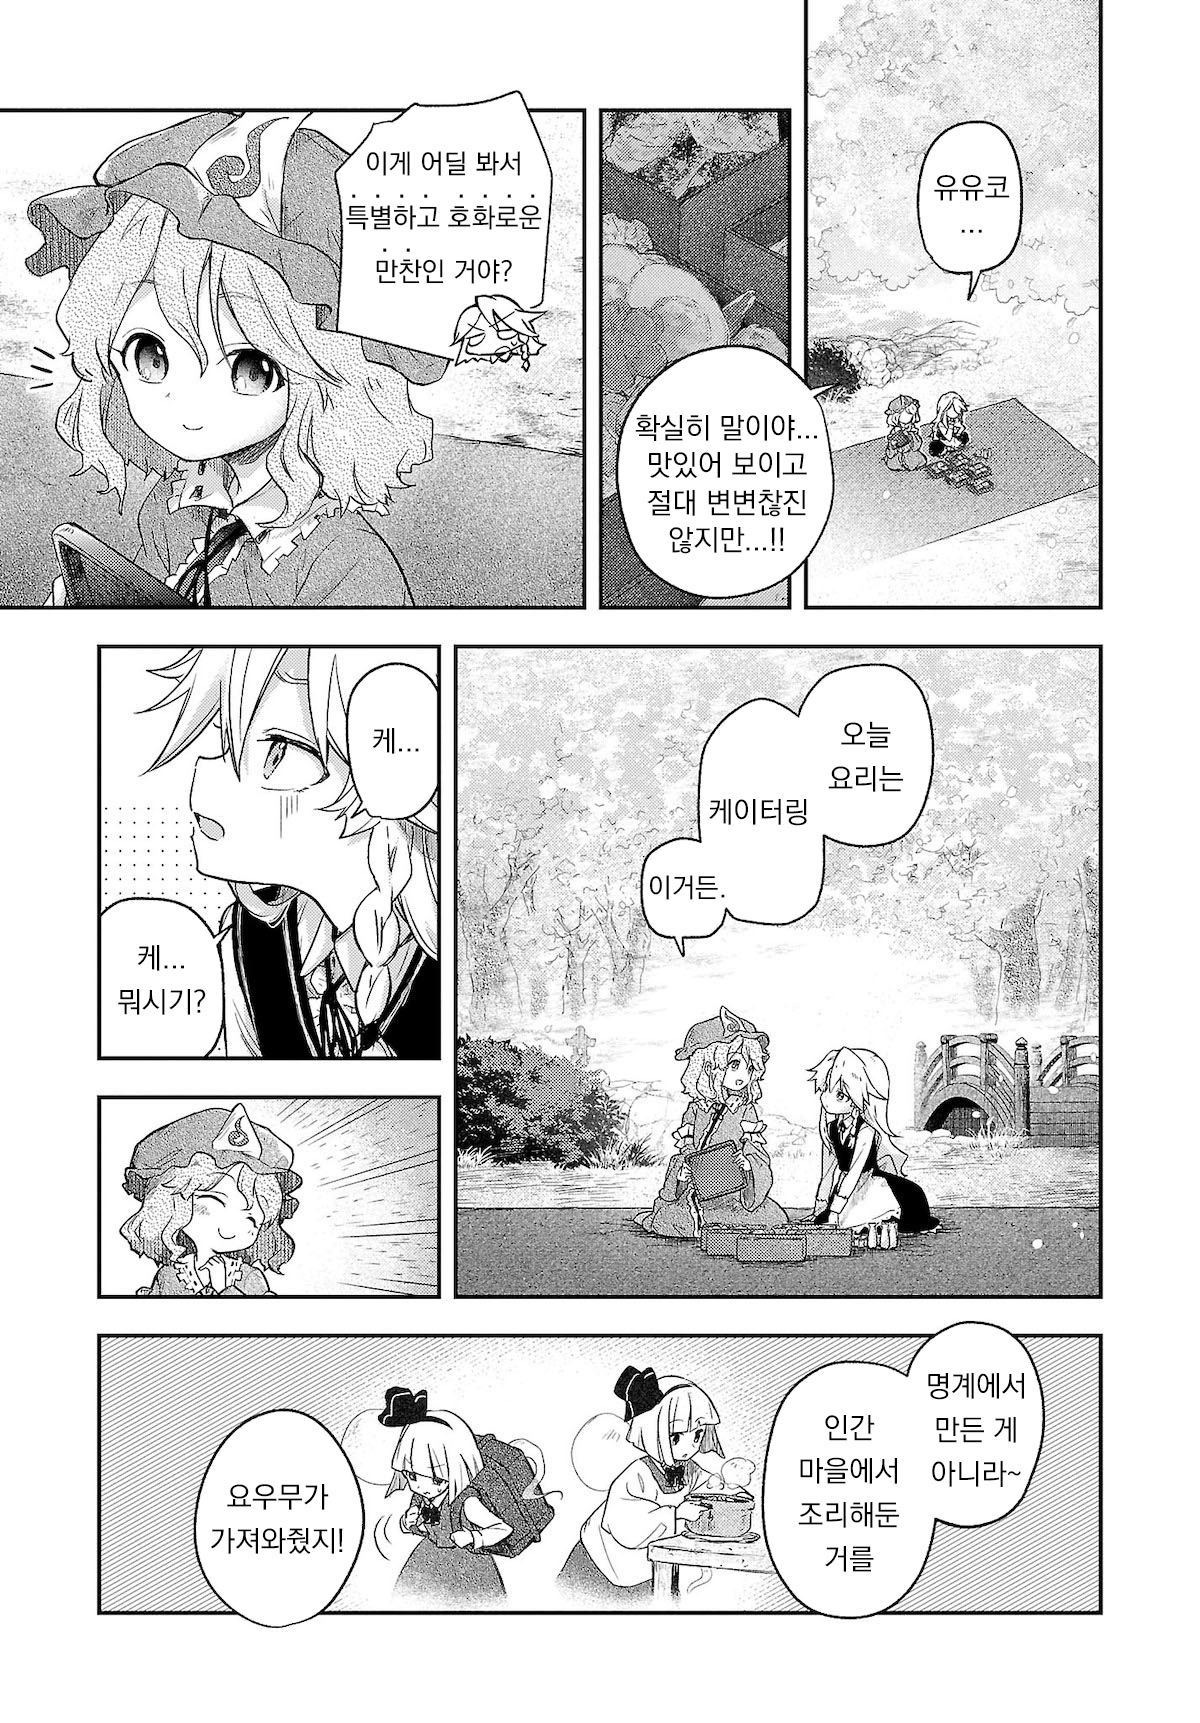 유유코
...
확실히 말이야...
맛있어 보이고
절대 변변찮진
않지만...!!
이게 어딜 봐서
특별하고 호화로운
만찬인 거야?
오늘
요리는
케이터링
이거든.
케...
케...
뭐시기?
명계에서
만든 게
아니라~
인간
마을에서
조리해둔
거를
요우무가
가져와줬지!